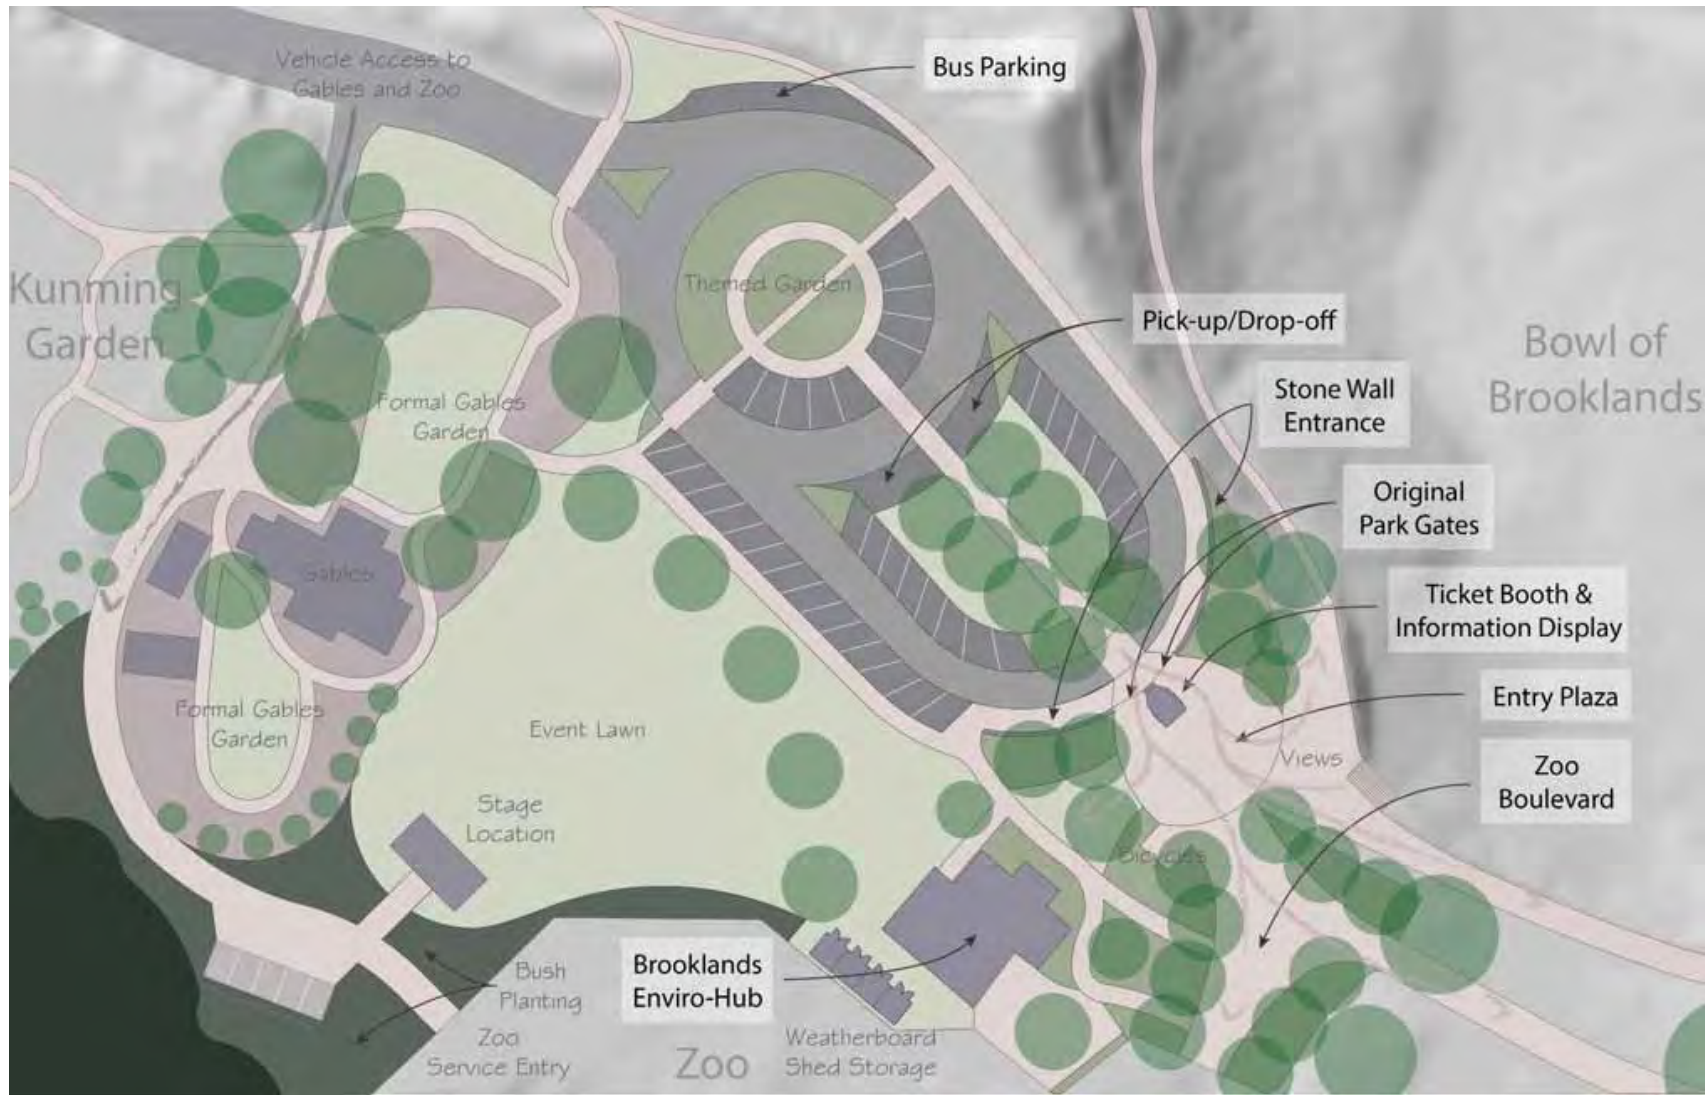 Vehicle Access to
Gables and Zoo
Bus Parking
Kunming
Garden
Themed Garden
Pick-up/Drop-off
Bowl of
Brooklands
Stone Wall
Entrance
Formal Gables
Garden
Original
Park Gates
Gables
Ticket Booth &
Information Display
Formal Gables
Garden
Event Lawn
Entry Plaza
Views
Zoo
Boulevard
Stage
Location
Bicycles
Bush
Planting
Brooklands
Enviro-Hub
Zoo
Service Entry
Zoo
Weatherboard
Shed Storage